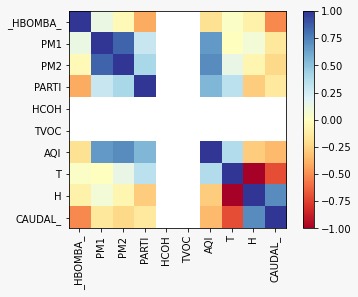 _HBOMBA_
PM1
PM2
PARTI
HCOH
TVOC
AQI
T
H
CAUDAL_
_HBOMBA_
PM1
PM2
PARTI
HCOH
TVOC
AQI
T
H
CAUDAL_
1.00
0.75
0.50
0.25
0.00
−0.25
−0.50
−0.75
−1.00